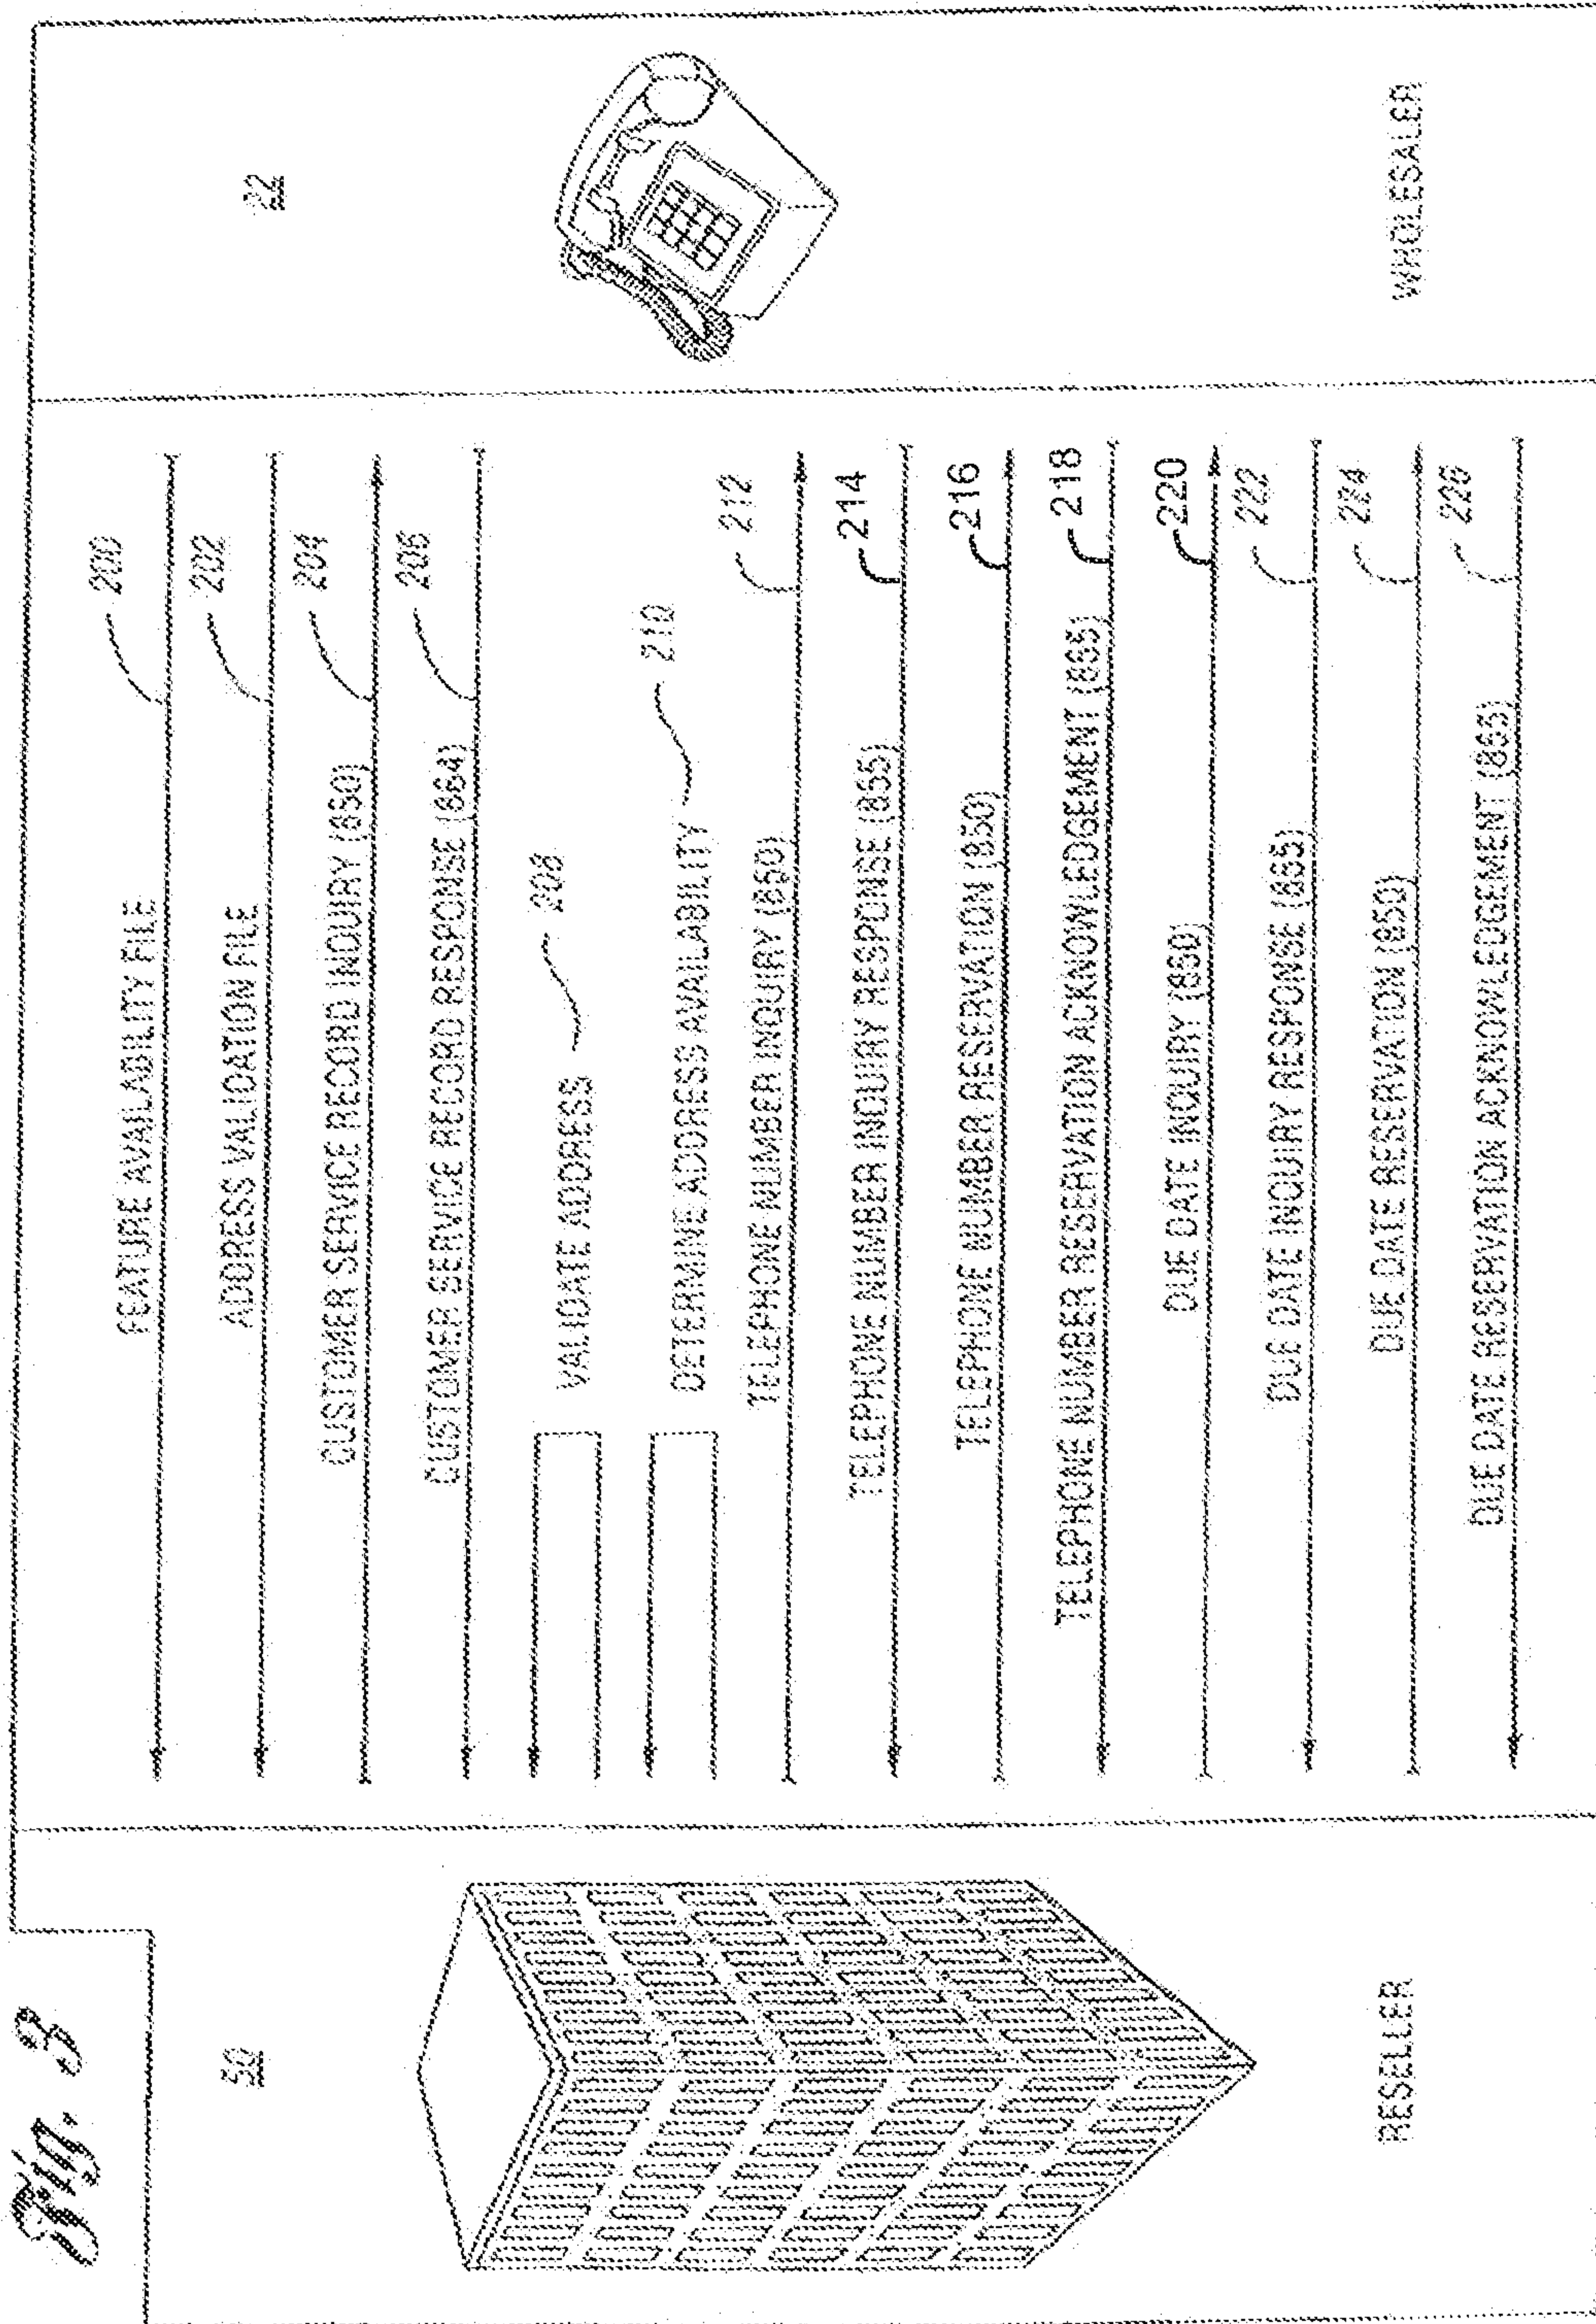 Fig. 3
50
22
FEATURE AVAILABILITY FILE
200
ADDRESS VALIDATION FILE
202
CUSTOMER SERVICE RECORD INQUIRY (850)
204
CUSTOMER SERVICE RECORD RESPONSE (864)
206
VALIDATE ADDRESS
208
DETERMINE ADDRESS AVAILABILITY
210
TELEPHONE NUMBER INQUIRY (850)
212
TELEPHONE NUMBER INQUIRY RESPONSE (855)
214
TELEPHONE NUMBER RESERVATION (850)
216
TELEPHONE NUMBER RESERVATION ACKNOWLEDGEMENT (855)
218
DUE DATE INQUIRY (850)
220
DUE DATE INQUIRY RESPONSE (855)
222
DUE DATE RESERVATION (850)
224
DUE DATE RESERVATION ACKNOWLEDGEMENT (855)
226
RESELLER
WHOLESALER